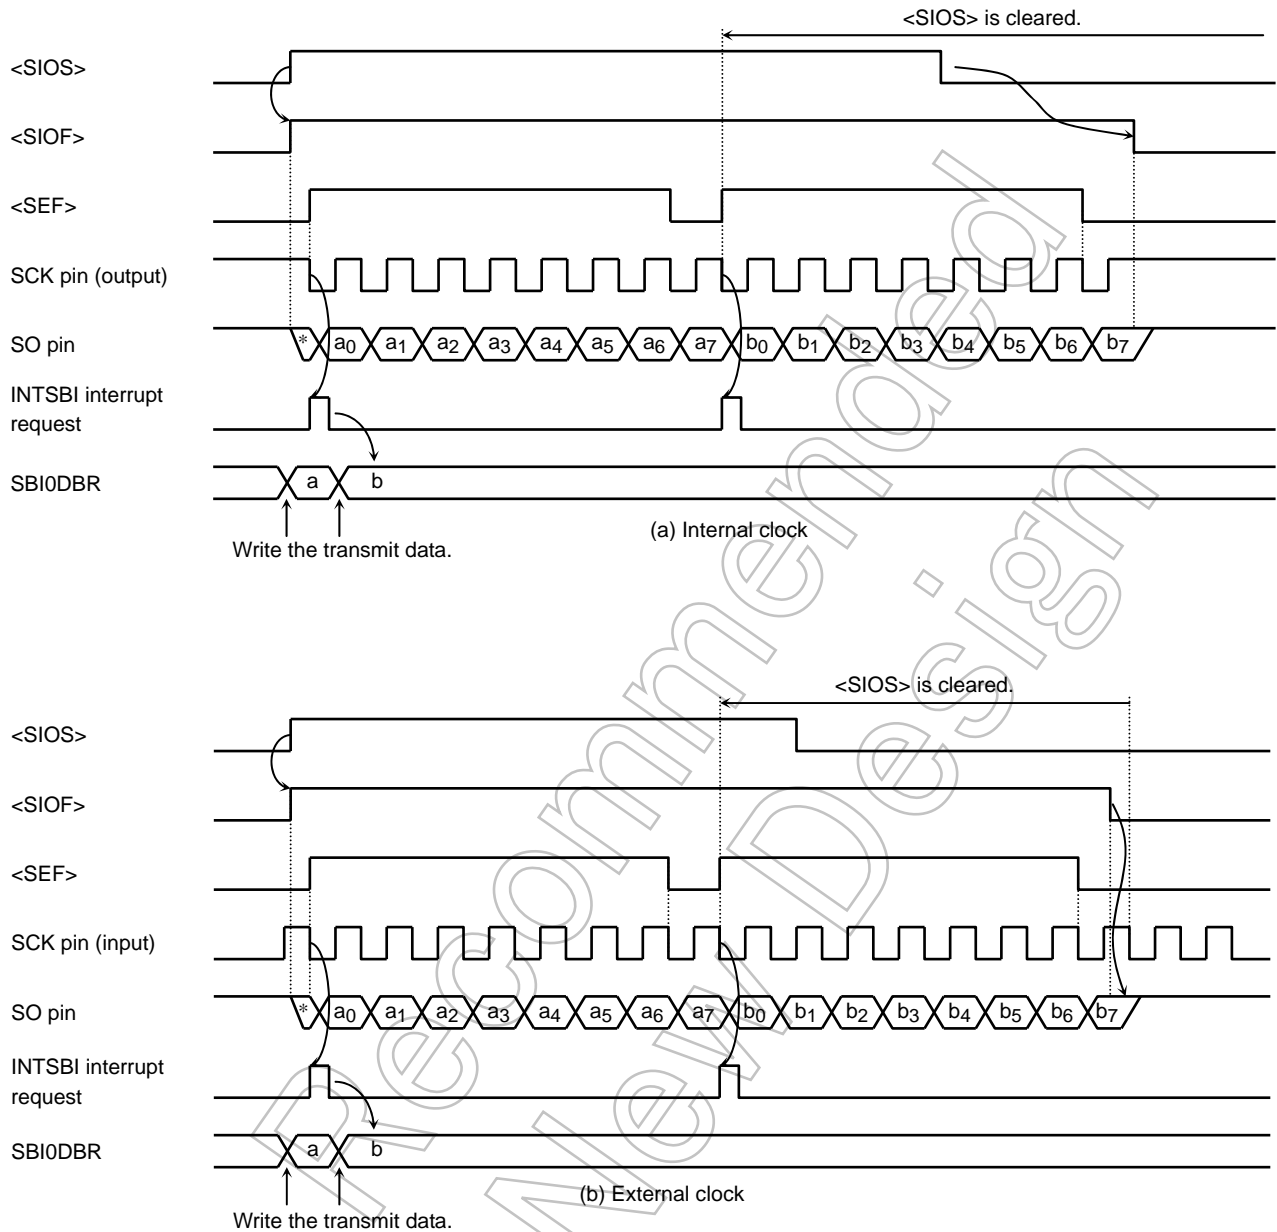 <SIOS> is cleared.
<SIOS>
<SIOF>
<SEF>
SCK pin (output)
SO pin
* a0 a1 a2 a3 a4 a5 a6 a7 b0 b1 b2 b3 b4 b5 b6 b7
INTSBI interrupt
request
SBI0DBR
a b
(a) Internal clock
Write the transmit data.
<SIOS> is cleared.
<SIOS>
<SIOF>
<SEF>
SCK pin (input)
SO pin
* a0 a1 a2 a3 a4 a5 a6 a7 b0 b1 b2 b3 b4 b5 b6 b7
INTSBI interrupt
request
SBI0DBR
a b
(b) External clock
Write the transmit data.
Recommended
New Design